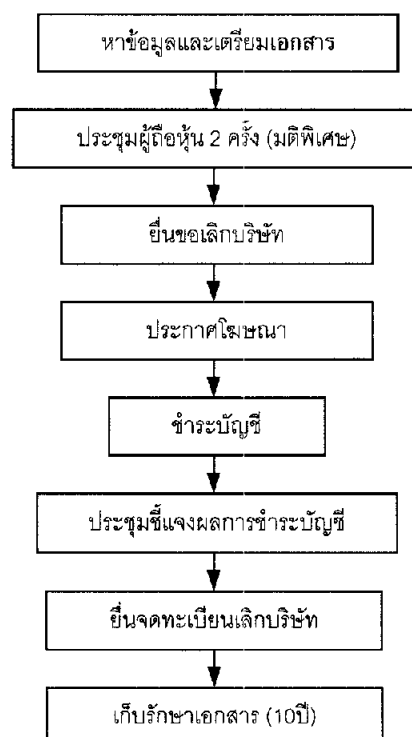 หาข้อมูลและเตรียมเอกสาร
ประชุมผู้ถือหุ้น 2 ครั้ง (มติพิเศษ)
ยื่นขอเลิกบริษัท
ประกาศโฆษณา
ชำระบัญชี
ประชุมชี้แจงผลการชำระบัญชี
ยื่นจดทะเบียนเลิกบริษัท
เก็บรักษาเอกสาร (10ปี)